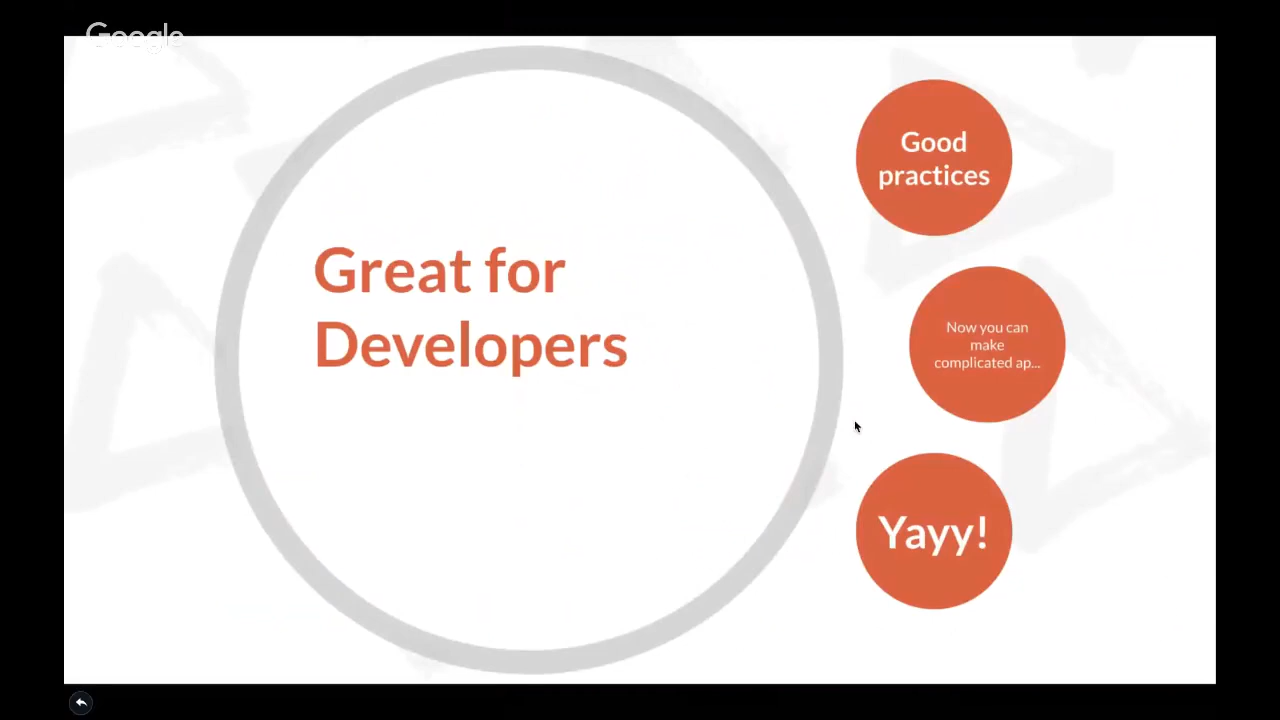 Google
Great for
Developers
Good
practices
Now you can
make
complicated ap...
Yayy!